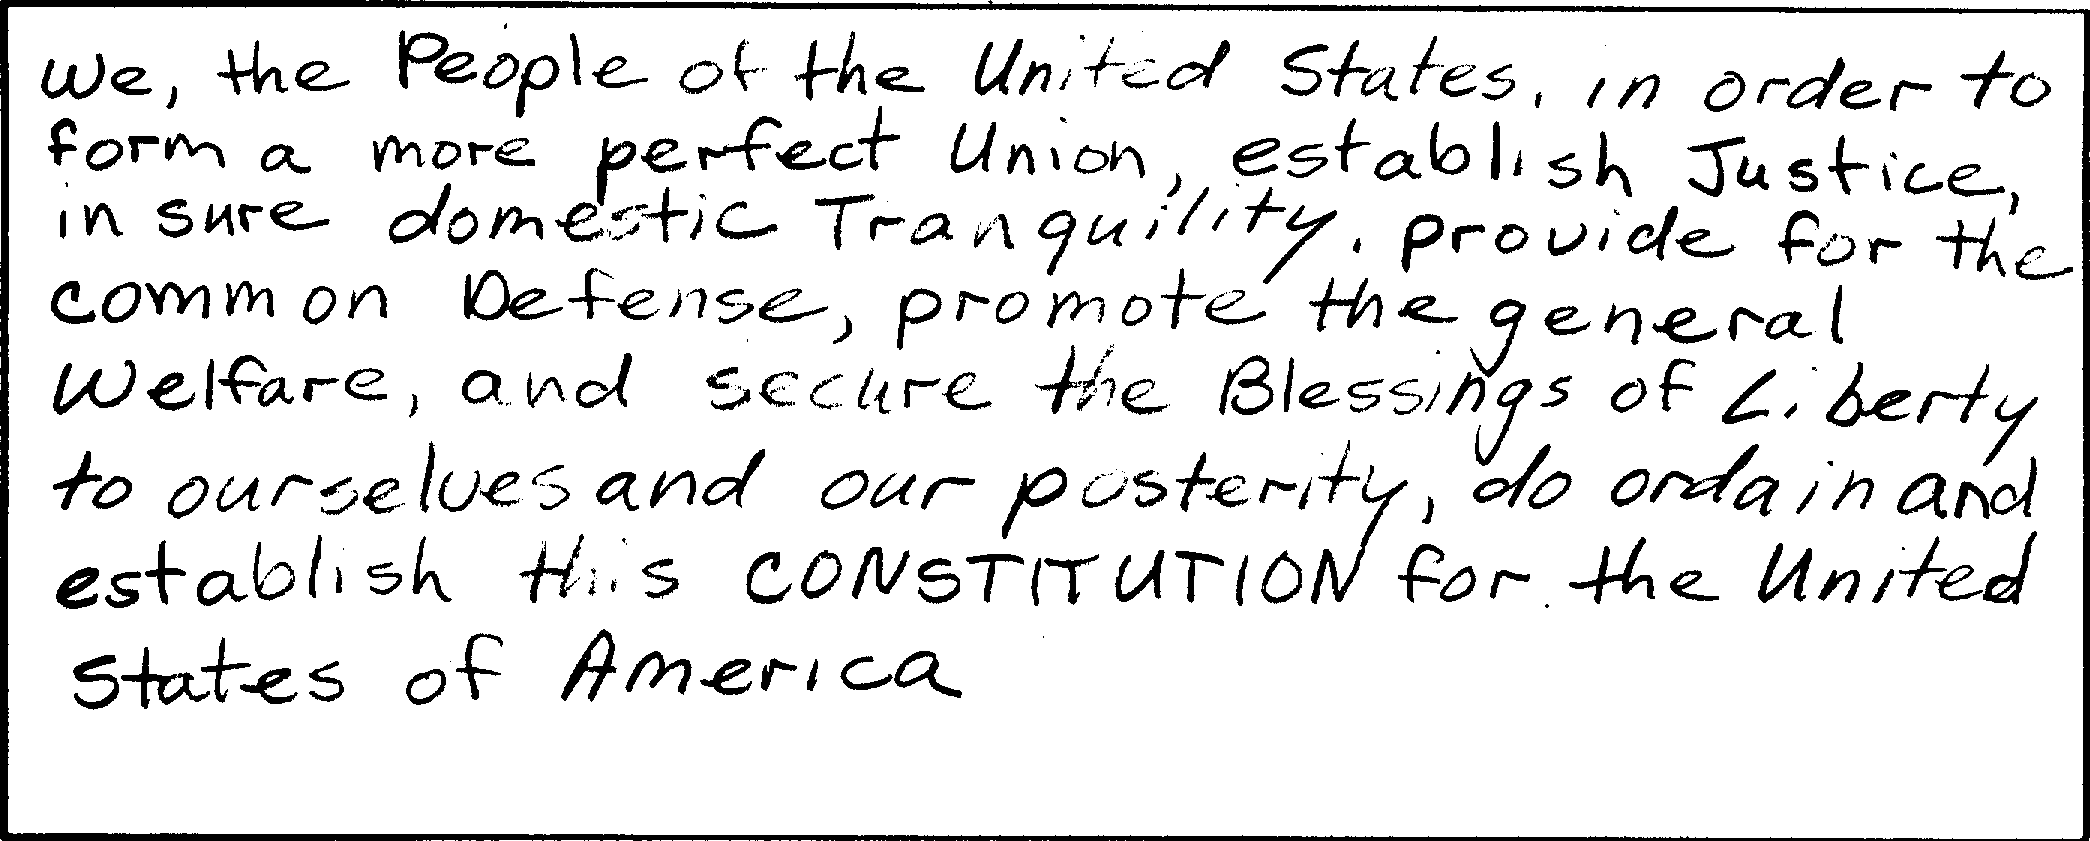 We, the People of the United States, in order to
form a more perfect Union, establish Justice,
insure domestic Tranquility, provide for the
common Defense, promote the general
Welfare, and secure the Blessings of Liberty
to ourselves and our posterity, do ordain and
establish this CONSTITUTION for the United
States of America